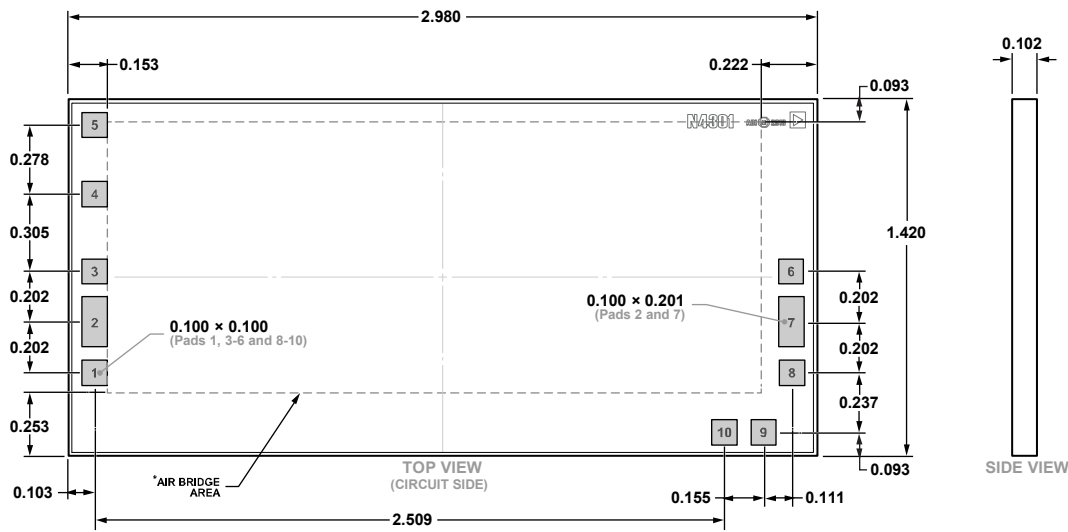 2.980
0.153
0.222
0.102
0.093
N4301
5
0.278
4
0.305
1.420
3
6
0.202
0.100 × 0.201
(Pads 2 and 7)
0.202
2
0.100 × 0.100
(Pads 1, 3-6 and 8-10)
7
0.202
0.202
1
8
0.237
0.253
10
9
0.093
TOP VIEW
(CIRCUIT SIDE)
SIDE VIEW
*AIR BRIDGE
AREA
0.103
0.155
0.111
2.509